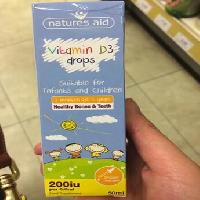 natures aid
Vitamin D3
drops
Suitable for
Infants and Children
Healthy Bones & Teeth
200iu
50ml